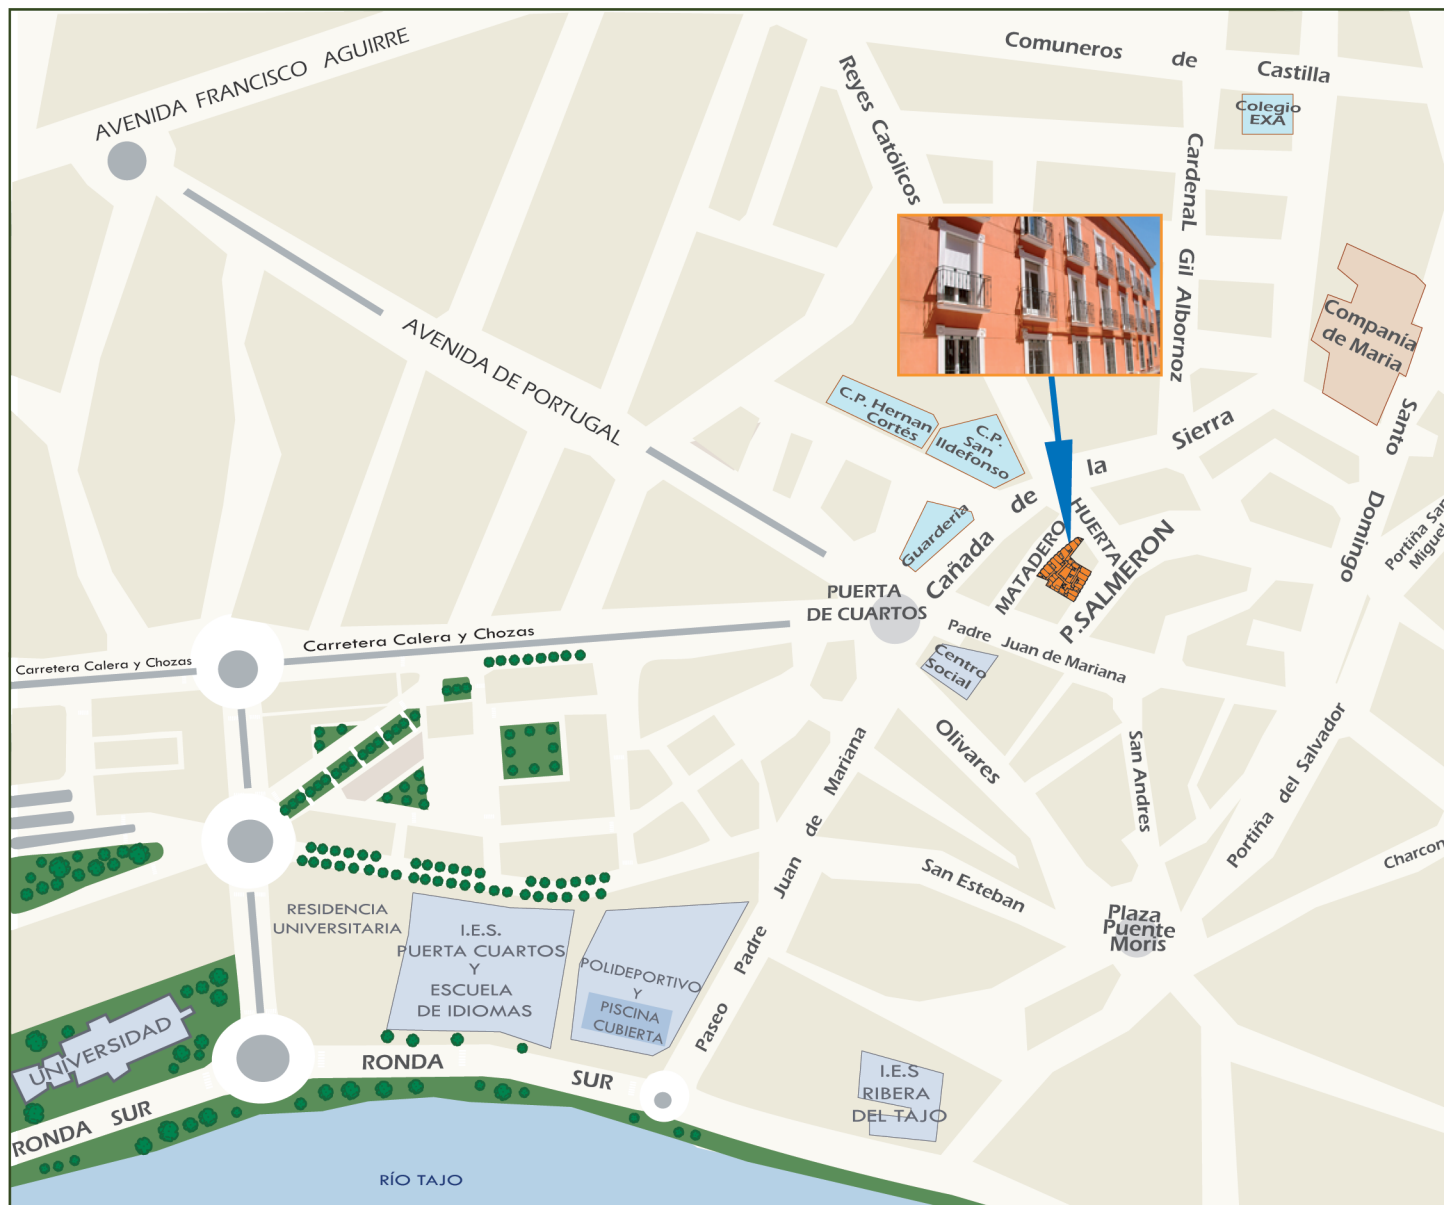 AVENIDA FRANCISCO AGUIRRE
Comuneros de Castilla
Reyes Católicos
Colegio
EXA
CardenaL Gil Albornoz
Companía
de Maria
AVENIDA DE PORTUGAL
C.P. Hernan
Cortés
C.P.
San
Ildefonso
Santo Domingo
Cañada de la Sierra
Guarderia
HUERTA
MATADERO
P.SALMERON
Portiña San
Miguel
PUERTA
DE CUARTOS
Padre Juan de Mariana
Centro
Social
Carretera Calera y Chozas
Carretera Calera y Chozas
Olivares
San Andres
Portiña del Salvador
Charcon
San Esteban
Plaza
Puente
Moris
Paseo Padre Juan de Mariana
RESIDENCIA
UNIVERSITARIA
I.E.S.
PUERTA CUARTOS
Y
ESCUELA
DE IDIOMAS
POLIDEPORTIVO
Y
PISCINA
CUBIERTA
UNIVERSIDAD
RONDA SUR
RONDA SUR
I.E.S
RIBERA
DEL TAJO
RÍO TAJO